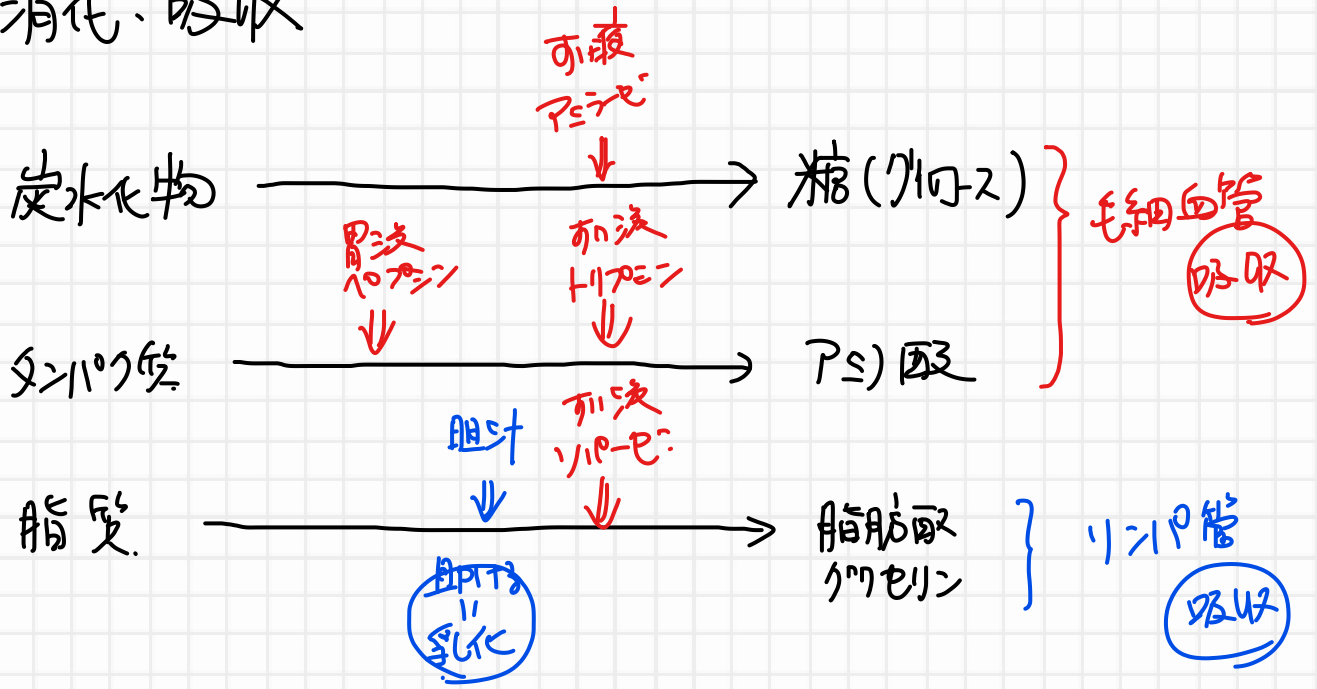 消化、吸収
すい液
アミラーゼ
炭水化物
糖(グルコース)
毛細血管
吸収
胃液
ペプシン
すい液
トリプシン
タンパク質
アミノ酸
胆汁
すい液
リパーゼ
脂質
脂肪酸
グリセリン
リンパ管
吸収
=
乳化